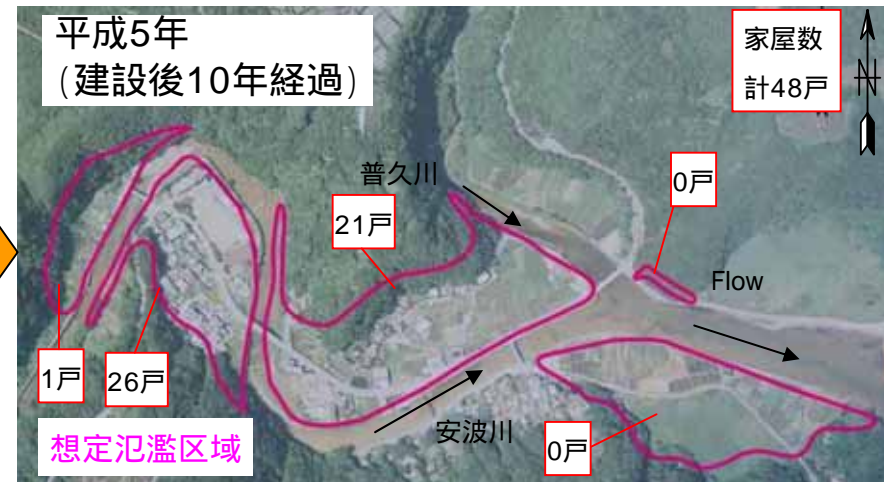 平成5年
(建設後10年経過)
家屋数
計48戸
N
普久川
0戸
21戸
Flow
1戸
26戸
安波川
0戸
想定氾濫区域